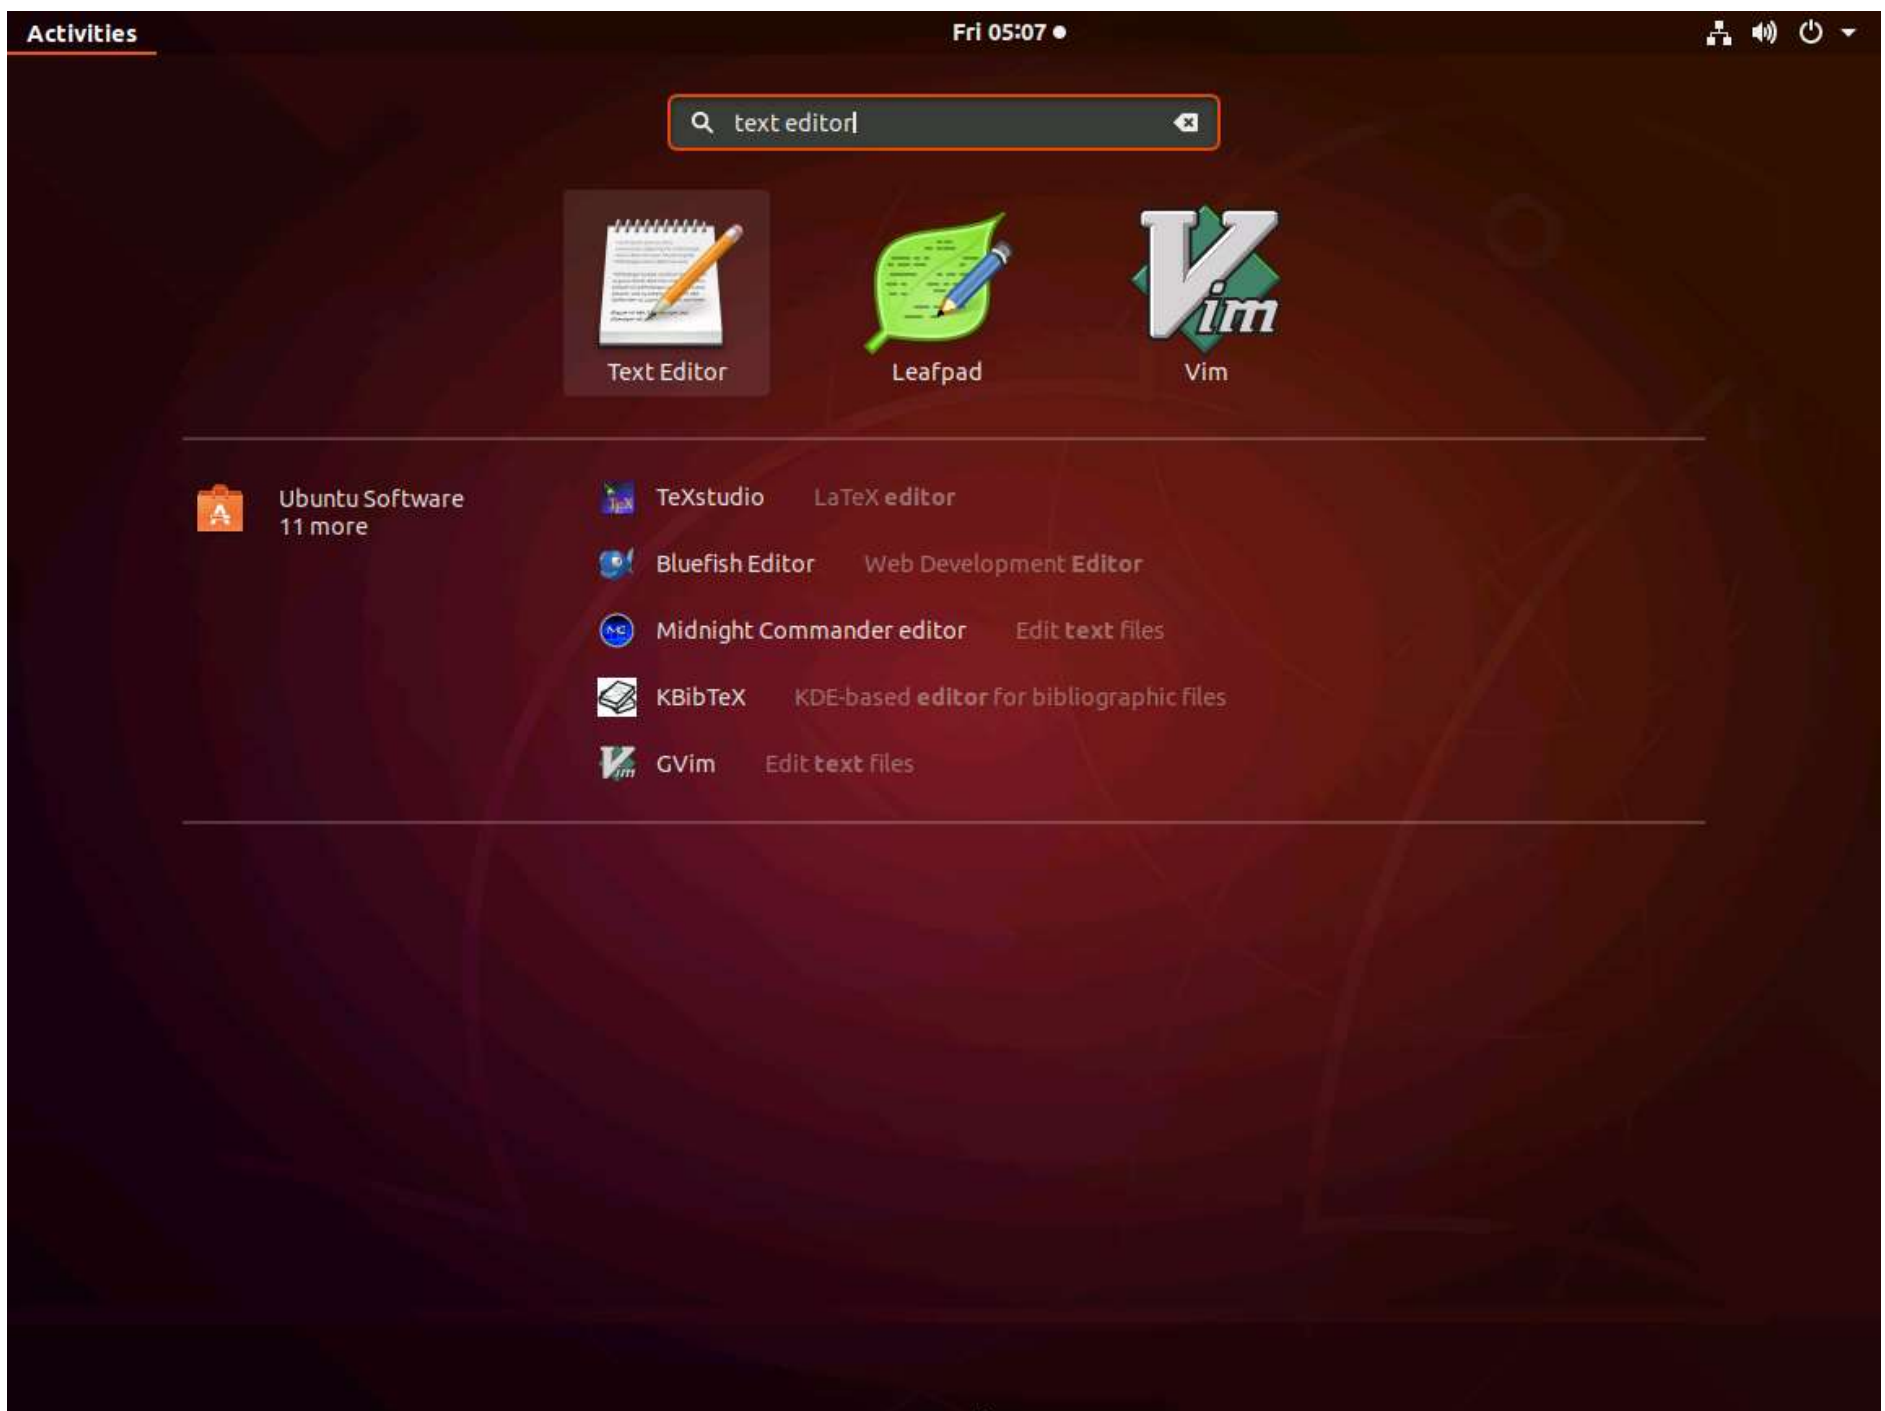 Activities
Fri 05:07
text editor
Text Editor
Leafpad
Vim
Ubuntu Software
11 more
TeXstudio LaTeX editor
Bluefish Editor Web Development Editor
Midnight Commander editor Edit text files
KBibTeX KDE-based editor for bibliographic files
GVim Edit text files